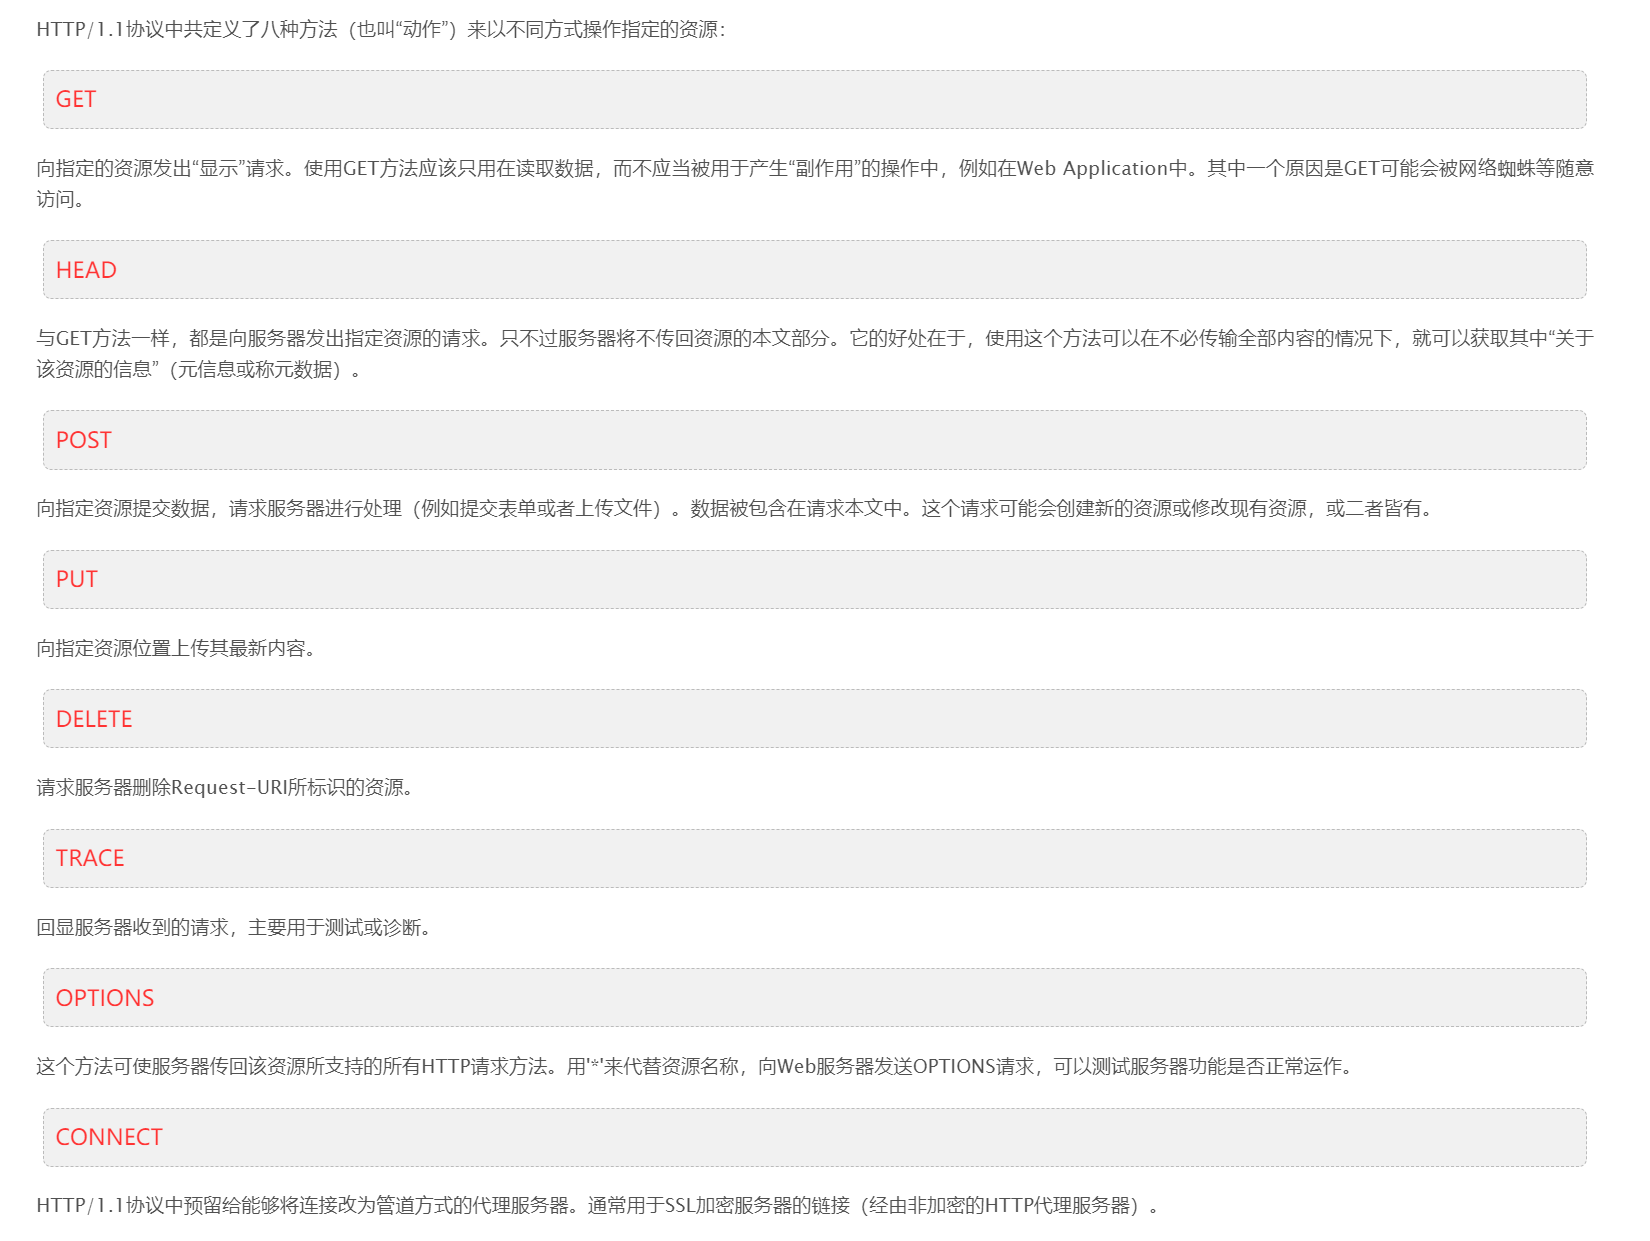 HTTP/1.1协议中共定义了八种方法（也叫“动作”）来以不同方式操作指定的资源：
GET
向指定的资源发出“显示”请求。使用GET方法应该只用在读取数据，而不应当被用于产生“副作用”的操作中，例如在Web Application中。其中一个原因是GET可能会被网络蜘蛛等随意
访问。
HEAD
与GET方法一样，都是向服务器发出指定资源的请求。只不过服务器将不传回资源的本文部分。它的好处在于，使用这个方法可以在不必传输全部内容的情况下，就可以获取其中“关于
该资源的信息”（元信息或称元数据）。
POST
向指定资源提交数据，请求服务器进行处理（例如提交表单或者上传文件）。数据被包含在请求本文中。这个请求可能会创建新的资源或修改现有资源，或二者皆有。
PUT
向指定资源位置上传其最新内容。
DELETE
请求服务器删除Request-URI所标识的资源。
TRACE
回显服务器收到的请求，主要用于测试或诊断。
OPTIONS
这个方法可使服务器传回该资源所支持的所有HTTP请求方法。用'*'来代替资源名称，向Web服务器发送OPTIONS请求，可以测试服务器功能是否正常运作。
CONNECT
HTTP/1.1协议中预留给能够将连接改为管道方式的代理服务器。通常用于SSL加密服务器的链接（经由非加密的HTTP代理服务器）。